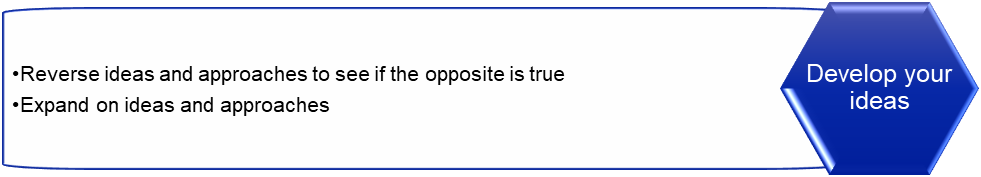 •Reverse ideas and approaches to see if the opposite is true
•Expand on ideas and approaches
Develop your
ideas